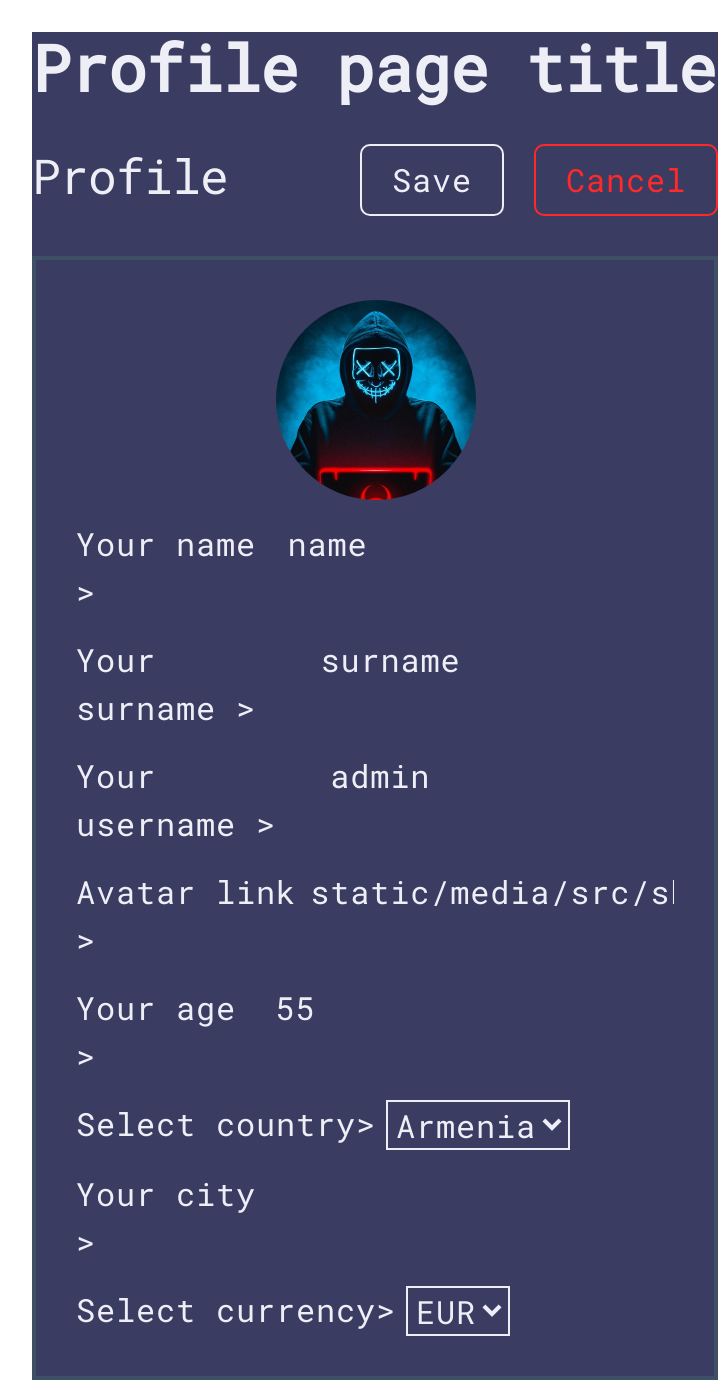 Profile page title
Profile Save Cancel
Your name name
>
Your surname
surname >
Your admin
username >
Avatar link static/media/src/s
>
Your age 55
>
Select country> Armenia
Your city
>
Select currency> EUR